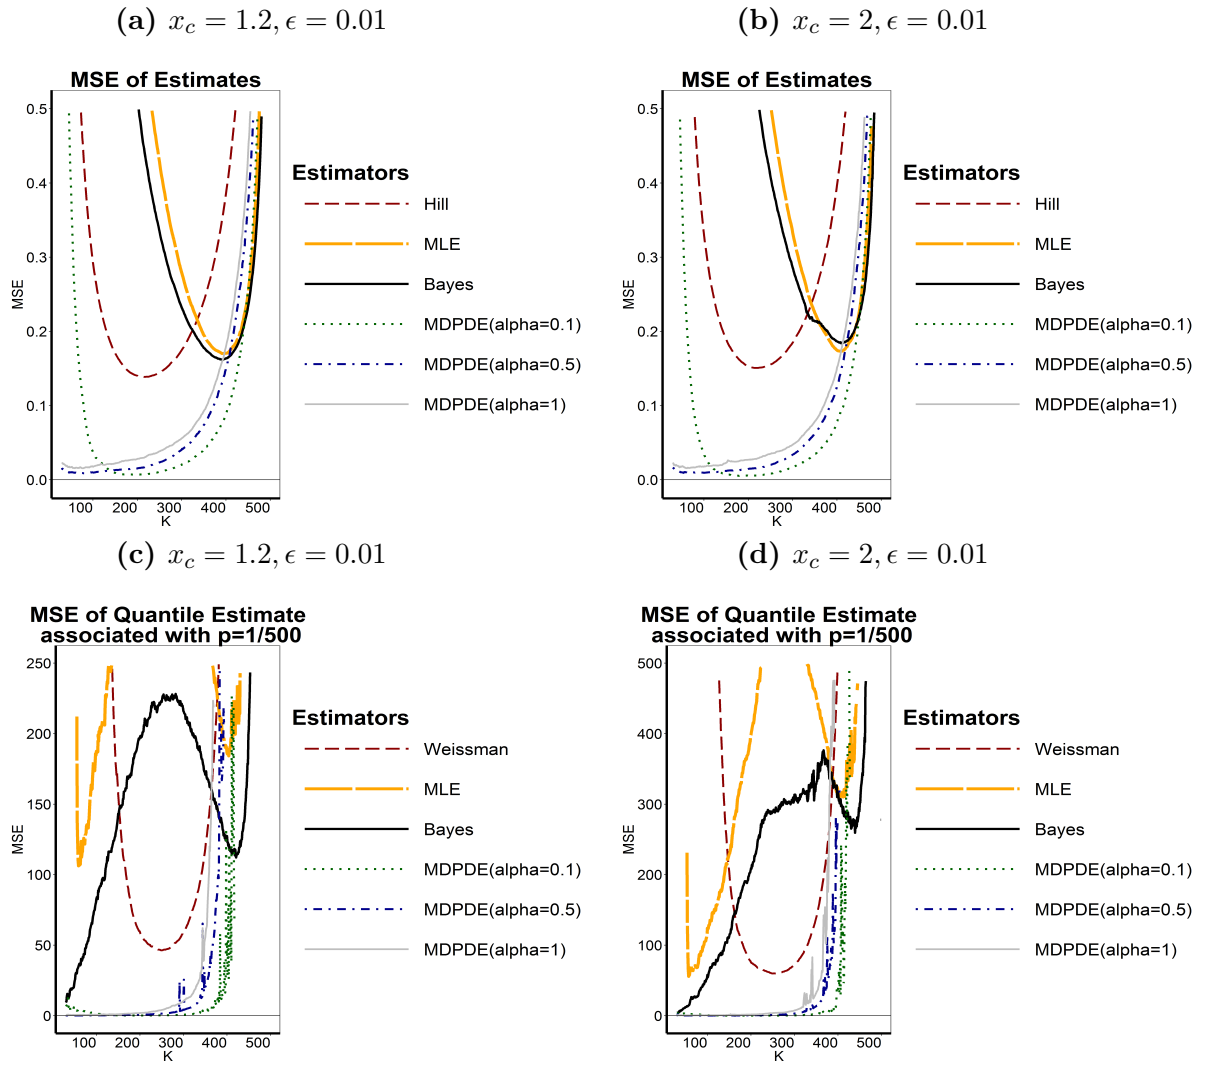 (a) x_c = 1.2, ϵ = 0.01
MSE of Estimates
0.5
0.4
0.3
0.2
0.1
0.0
MSE
100 200 300 400 500
K
Estimators
Hill
MLE
Bayes
MDPDE(alpha=0.1)
MDPDE(alpha=0.5)
MDPDE(alpha=1)
(b) x_c = 2, ϵ = 0.01
MSE of Estimates
0.5
0.4
0.3
0.2
0.1
0.0
MSE
100 200 300 400 500
K
Estimators
Hill
MLE
Bayes
MDPDE(alpha=0.1)
MDPDE(alpha=0.5)
MDPDE(alpha=1)
(c) x_c = 1.2, ϵ = 0.01
MSE of Quantile Estimate
associated with p=1/500
250
200
150
100
50
0
MSE
100 200 300 400 500
K
Estimators
Weissman
MLE
Bayes
MDPDE(alpha=0.1)
MDPDE(alpha=0.5)
MDPDE(alpha=1)
(d) x_c = 2, ϵ = 0.01
MSE of Quantile Estimate
associated with p=1/500
500
400
300
200
100
0
MSE
100 200 300 400 500
K
Estimators
Weissman
MLE
Bayes
MDPDE(alpha=0.1)
MDPDE(alpha=0.5)
MDPDE(alpha=1)